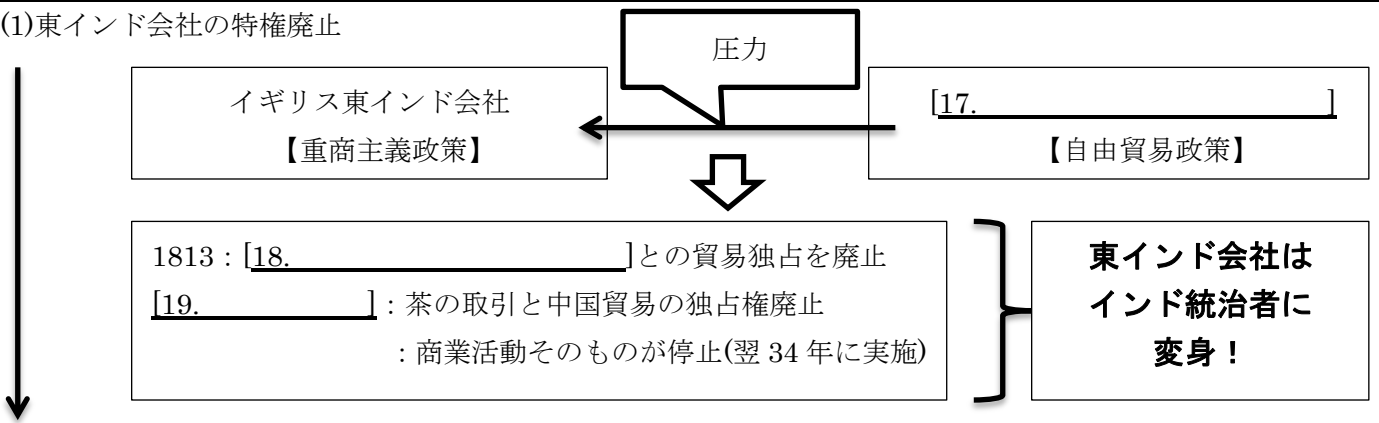 (1)東インド会社の特権廃止
圧力
イギリス東インド会社
【重商主義政策】
[17. ]
【自由貿易政策】
1813：[18. ]との貿易独占を廃止
[19. ]：茶の取引と中国貿易の独占権廃止
：商業活動そのものが停止(翌 34 年に実施)
東インド会社は
インド統治者に
変身！